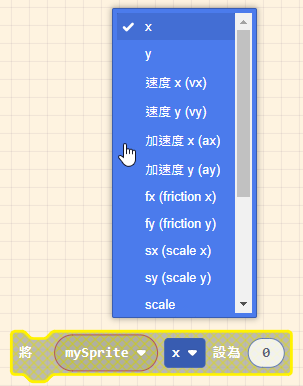 x
y
速度 x (vx)
速度 y (vy)
加速度 x (ax)
加速度 y (ay)
fx (friction x)
fy (friction y)
sx (scale x)
sy (scale y)
scale
將 mySprite x 設為 0